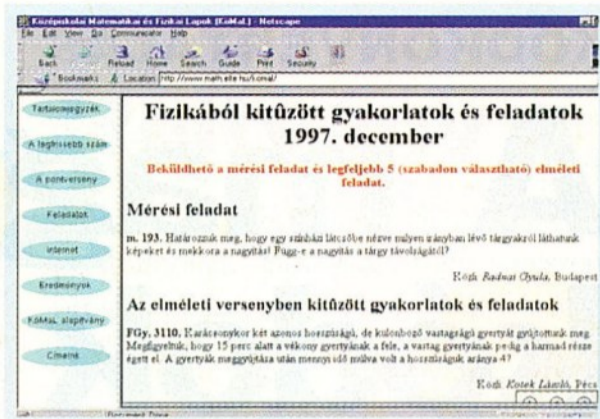 Középiskolai Matematikai és Fizikai Lapok (KöMaL) - Netscape
File Edit View Go Communicator Help
Back Reload Home Search Guide Print Security
Bookmarks Location: http://www.math.elte.hu/komal/
Tartalomjegyzék
A legfrissebb szám
A pontverseny
Feladatok
Internet
Eredmények
KöMaL alapítvány
Címeink
Fizikából kitûzött gyakorlatok és feladatok
1997. december
Beküldhető a mérési feladat és legfeljebb 5 (szabadon választható) elméleti
feladat.
Mérési feladat
m. 193. Határozzuk meg, hogy egy színházi látcsőbe nézve milyen irányban lévő tárgyakról láthatunk
képeket és mekkora a nagyítás! Függ-e a nagyítás a tárgy távolságától?
Közli: Radnai Gyula, Budapest
Az elméleti versenyben kitûzött gyakorlatok és feladatok
FGy. 3110. Karácsonykor két azonos hosszúságú, de különböző vastagságú gyertyát gyújtottunk meg.
Megfigyeltük, hogy 15 perc alatt a vékony gyertyának a fele, a vastag gyertyának pedig a harmad része
égett el. A gyertyák meggyújtása után mennyi idő múlva volt a hosszúságuk aránya 4?
Közli: Kotek László, Pécs
Document: Done